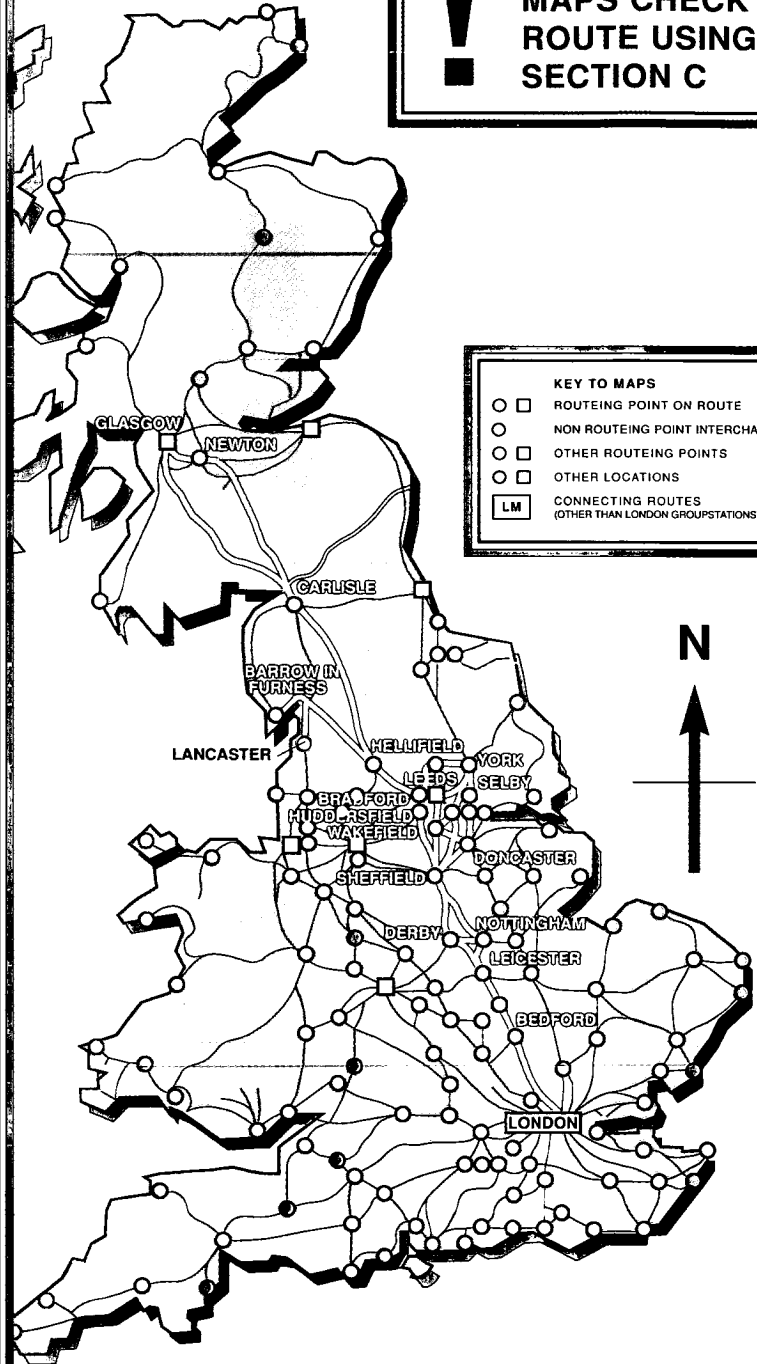 MAPS CHECK
ROUTE USING
SECTION C
KEY TO MAPS
ROUTEING POINT ON ROUTE
NON ROUTEING POINT INTERCHA
OTHER ROUTEING POINTS
OTHER LOCATIONS
LM CONNECTING ROUTES
(OTHER THAN LONDON GROUPSTATIONS
GLASGOW
NEWTON
CARLISLE
N
BARROW IN
FURNESS
LANCASTER
HELLIFIELD
YORK
LEEDS
SELBY
BRADFORD
HUDDERSFIELD
WAKEFIELD
DONCASTER
SHEFFIELD
NOTTINGHAM
DERBY
LEICESTER
BEDFORD
LONDON